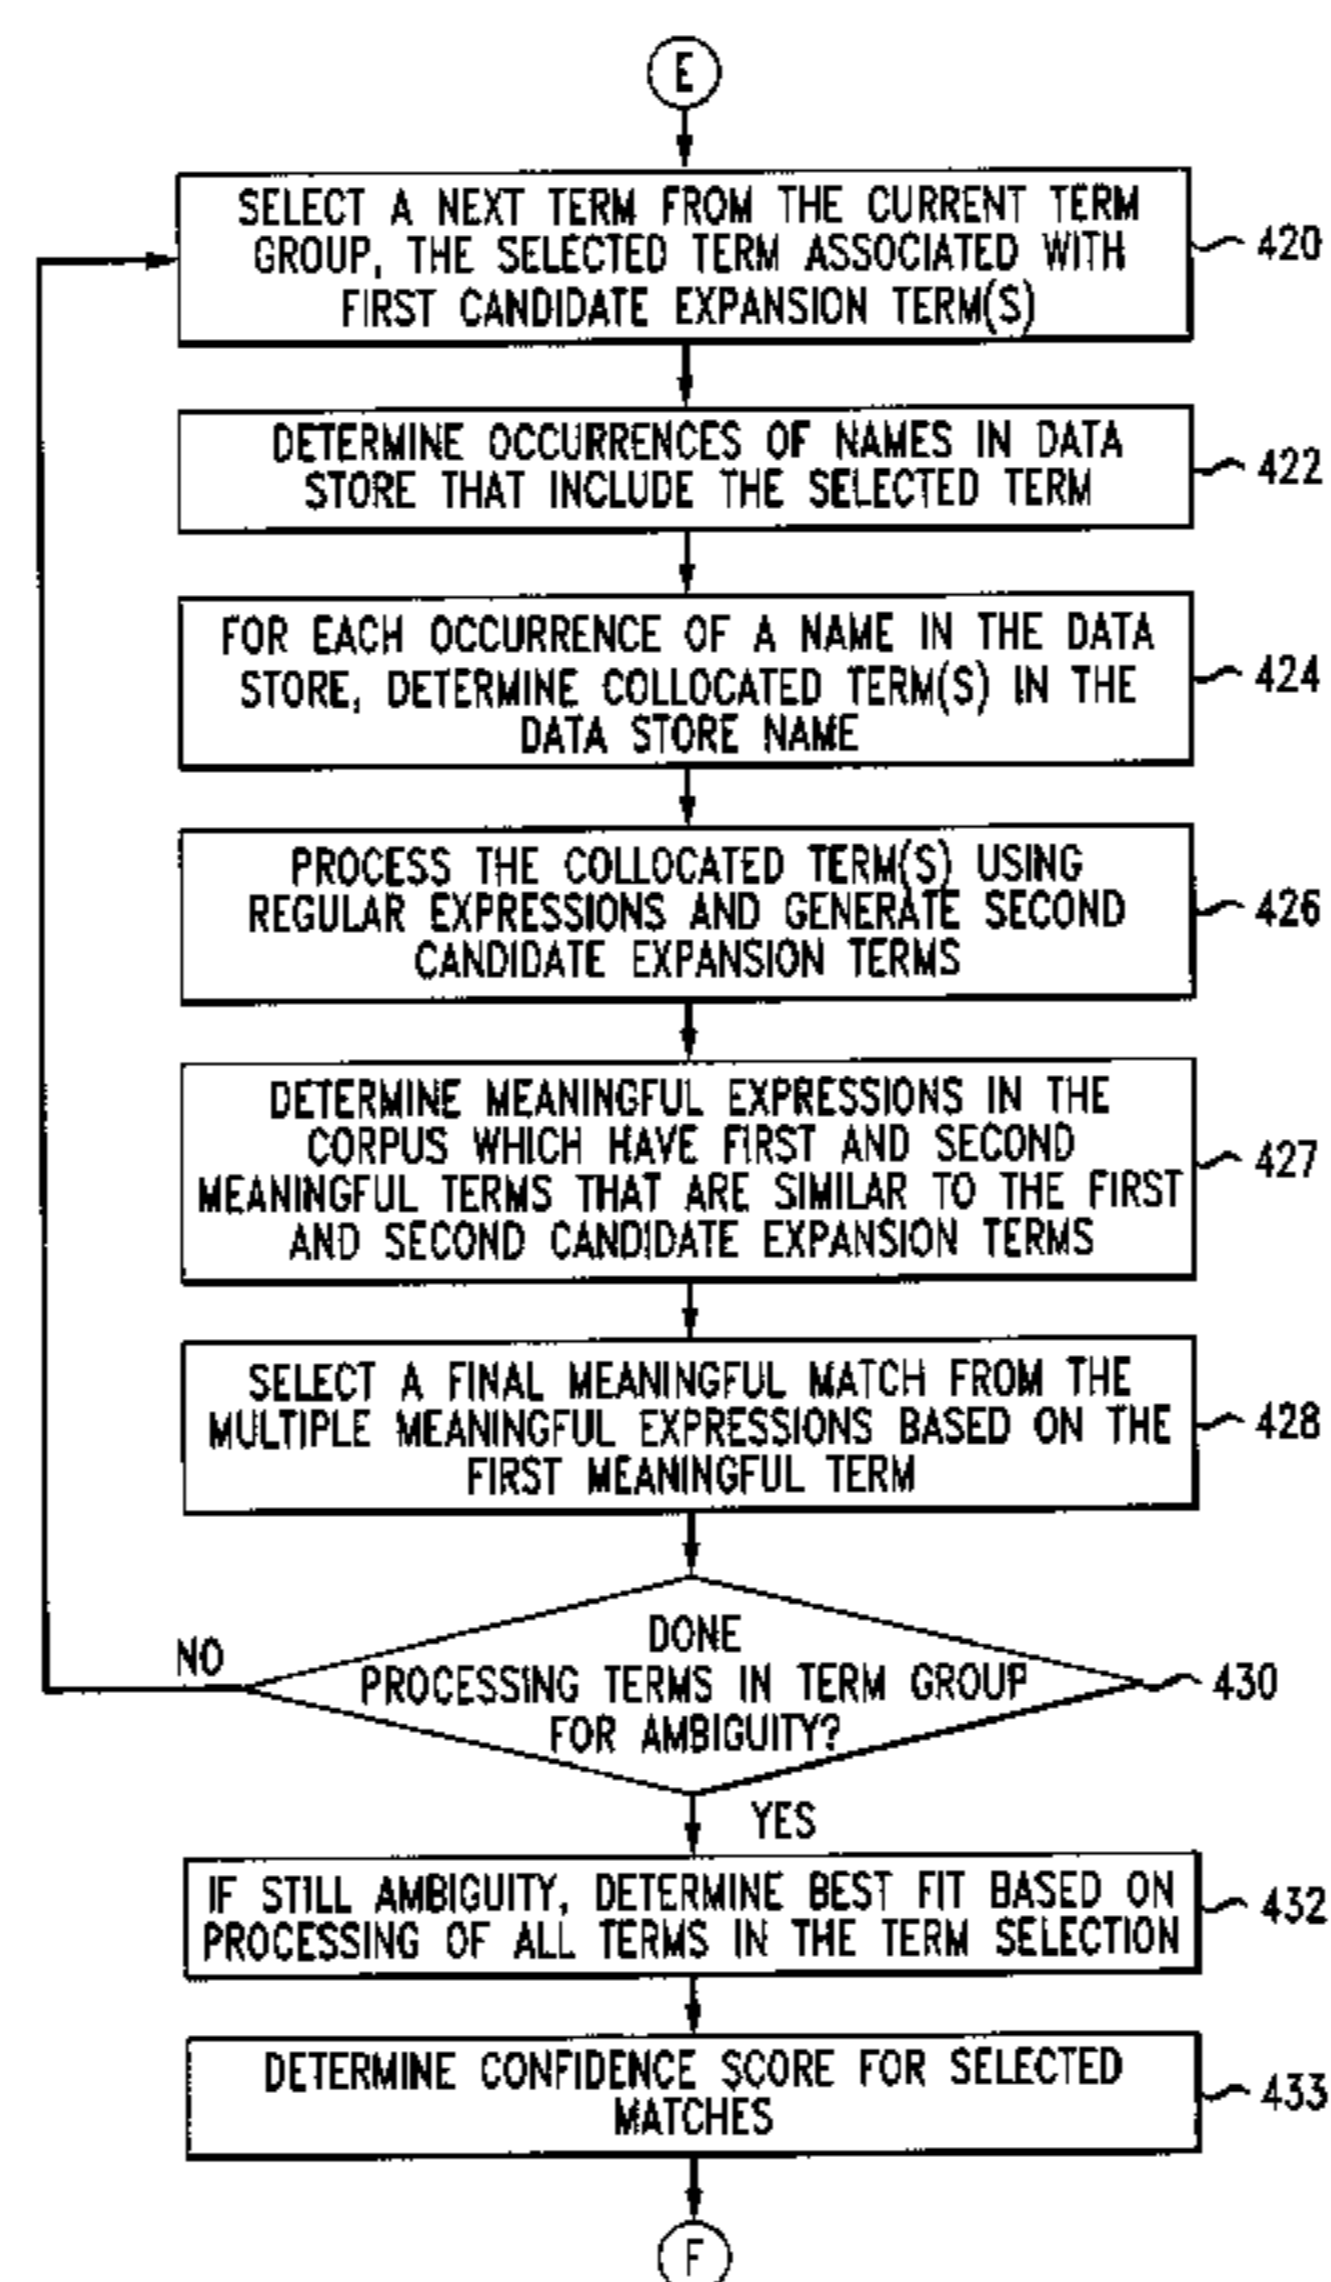 E
SELECT A NEXT TERM FROM THE CURRENT TERM
GROUP, THE SELECTED TERM ASSOCIATED WITH
FIRST CANDIDATE EXPANSION TERM(S)
420
DETERMINE OCCURRENCES OF NAMES IN DATA
STORE THAT INCLUDE THE SELECTED TERM
422
FOR EACH OCCURRENCE OF A NAME IN THE DATA
STORE, DETERMINE COLLOCATED TERM(S) IN THE
DATA STORE NAME
424
PROCESS THE COLLOCATED TERM(S) USING
REGULAR EXPRESSIONS AND GENERATE SECOND
CANDIDATE EXPANSION TERMS
426
DETERMINE MEANINGFUL EXPRESSIONS IN THE
CORPUS WHICH HAVE FIRST AND SECOND
MEANINGFUL TERMS THAT ARE SIMILAR TO THE FIRST
AND SECOND CANDIDATE EXPANSION TERMS
427
SELECT A FINAL MEANINGFUL MATCH FROM THE
MULTIPLE MEANINGFUL EXPRESSIONS BASED ON THE
FIRST MEANINGFUL TERM
428
NO
DONE
PROCESSING TERMS IN TERM GROUP
FOR AMBIGUITY?
430
YES
IF STILL AMBIGUITY, DETERMINE BEST FIT BASED ON
PROCESSING OF ALL TERMS IN THE TERM SELECTION
432
DETERMINE CONFIDENCE SCORE FOR SELECTED
MATCHES
433
F